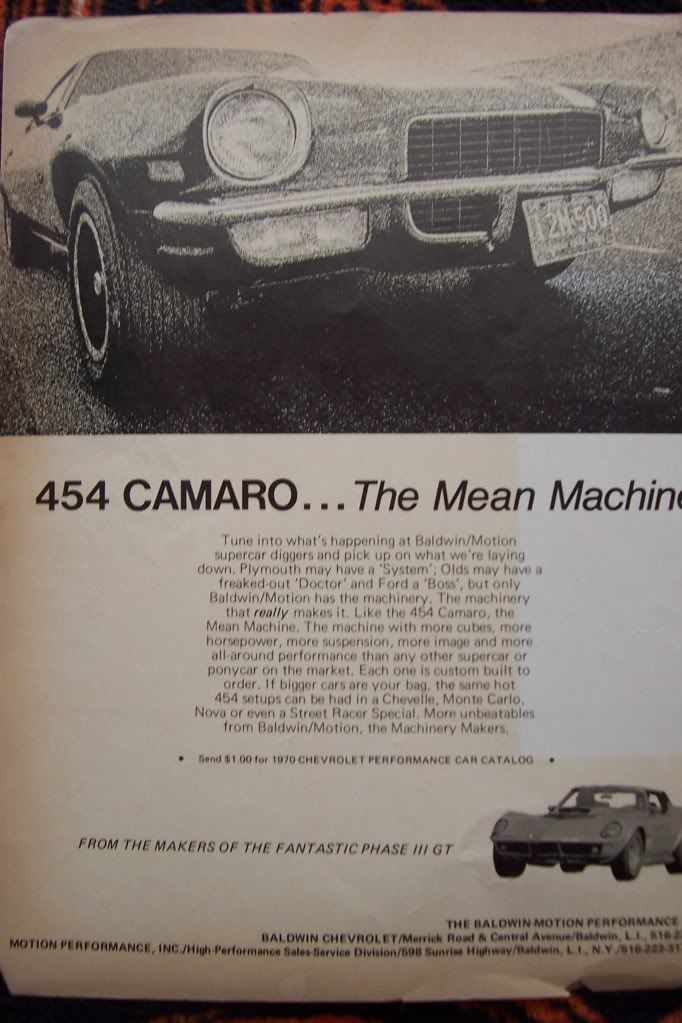 454 CAMARO...The Mean Machine
Tune into what's happening at Baldwin/Motion
supercar diggers and pick up on what we're laying
down. Plymouth may have a 'System', Olds may have a
freaked-out 'Doctor' and Ford a 'Boss', but only
Baldwin/Motion has the machinery. The machinery
that really makes it. Like the 454 Camaro, the
Mean Machine. The machine with more cubes, more
horsepower, more suspension, more image and more
all-around performance than any other supercar or
ponycar on the market. Each one is custom built to
order. If bigger cars are your bag, the same hot
454 setups can be had in a Chevelle, Monte Carlo,
Nova or even a Street Racer Special. More unbeatables
from Baldwin/Motion, the Machinery Makers.
• Send $1.00 for 1970 CHEVROLET PERFORMANCE CAR CATALOG •
FROM THE MAKERS OF THE FANTASTIC PHASE III GT
THE BALDWIN-MOTION PERFORMANCE
BALDWIN CHEVROLET/Merrick Road & Central Avenue/Baldwin, L.I., 516-
MOTION PERFORMANCE, INC./High-Performance Sales-Service Division/598 Sunrise Highway/Baldwin, L.I., N.Y./516-223-